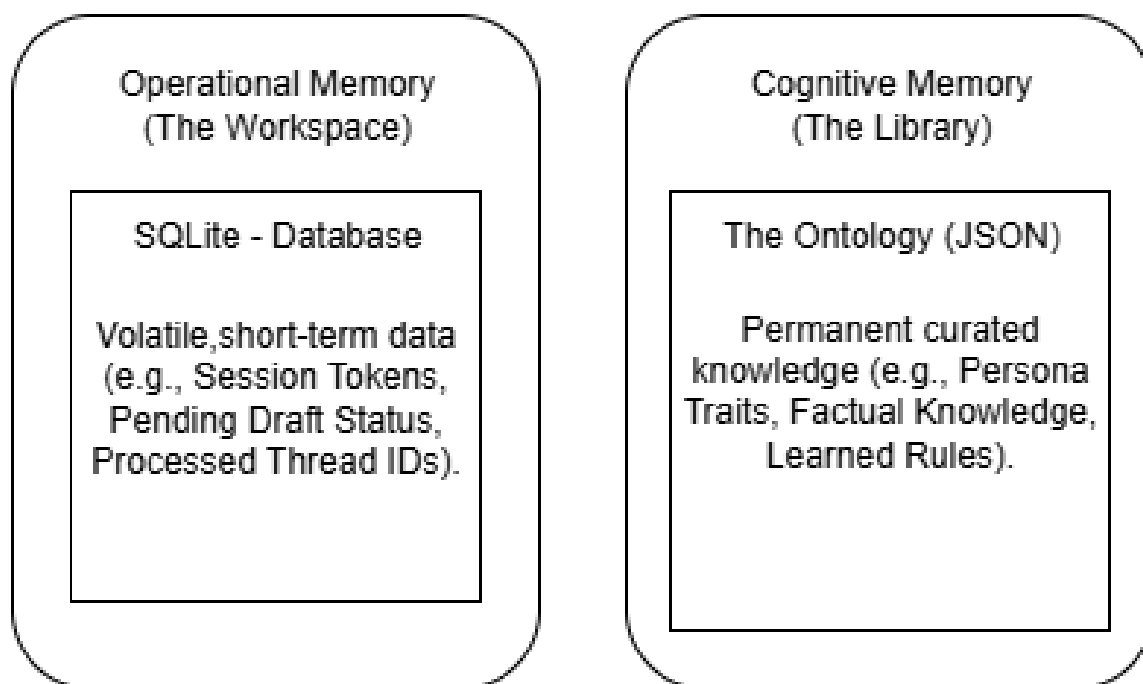 Operational Memory
(The Workspace)
SQLite - Database
Volatile,short-term data
(e.g., Session Tokens,
Pending Draft Status,
Processed Thread IDs).
Cognitive Memory
(The Library)
The Ontology (JSON)
Permanent curated
knowledge (e.g., Persona
Traits, Factual Knowledge,
Learned Rules).